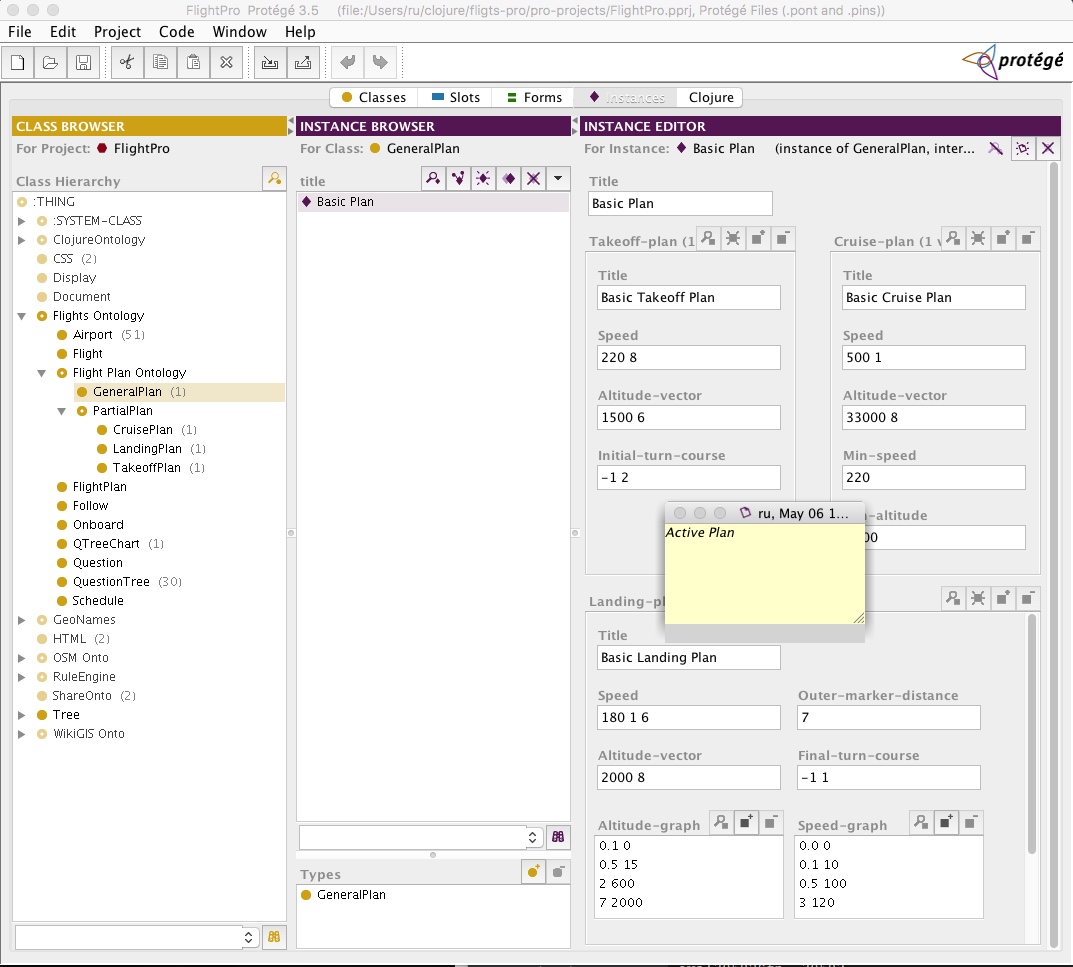 FlightPro Protégé 3.5 (file:/Users/ru/clojure/fligts-pro/pro-projects/FlightPro.pprj, Protégé Files (.pont and .pins))
File Edit Project Code Window Help
protégé
Classes Slots Forms Instances Clojure
CLASS BROWSER
For Project: FlightPro
Class Hierarchy
:THING
:SYSTEM-CLASS
ClojureOntology
CSS (2)
Display
Document
Flights Ontology
Airport (51)
Flight
Flight Plan Ontology
GeneralPlan (1)
PartialPlan
CruisePlan (1)
LandingPlan (1)
TakeoffPlan (1)
FlightPlan
Follow
Onboard
QTreeChart (1)
Question
QuestionTree (30)
Schedule
GeoNames
HTML (2)
OSM Onto
RuleEngine
ShareOnto (2)
Tree
WikiGIS Onto
INSTANCE BROWSER
For Class: GeneralPlan
title
Basic Plan
Types
GeneralPlan
INSTANCE EDITOR
For Instance: Basic Plan (instance of GeneralPlan, inter...
Title
Basic Plan
Takeoff-plan (1
Title
Basic Takeoff Plan
Speed
220 8
Altitude-vector
1500 6
Initial-turn-course
-1 2
Cruise-plan (1 v
Title
Basic Cruise Plan
Speed
500 1
Altitude-vector
33000 8
Min-speed
220
-altitude
00
ru, May 06 1...
Active Plan
Landing-pl
Title
Basic Landing Plan
Speed
180 1 6
Outer-marker-distance
7
Altitude-vector
2000 8
Final-turn-course
-1 1
Altitude-graph
0.1 0
0.5 15
2 600
7 2000
Speed-graph
0.0 0
0.1 10
0.5 100
3 120